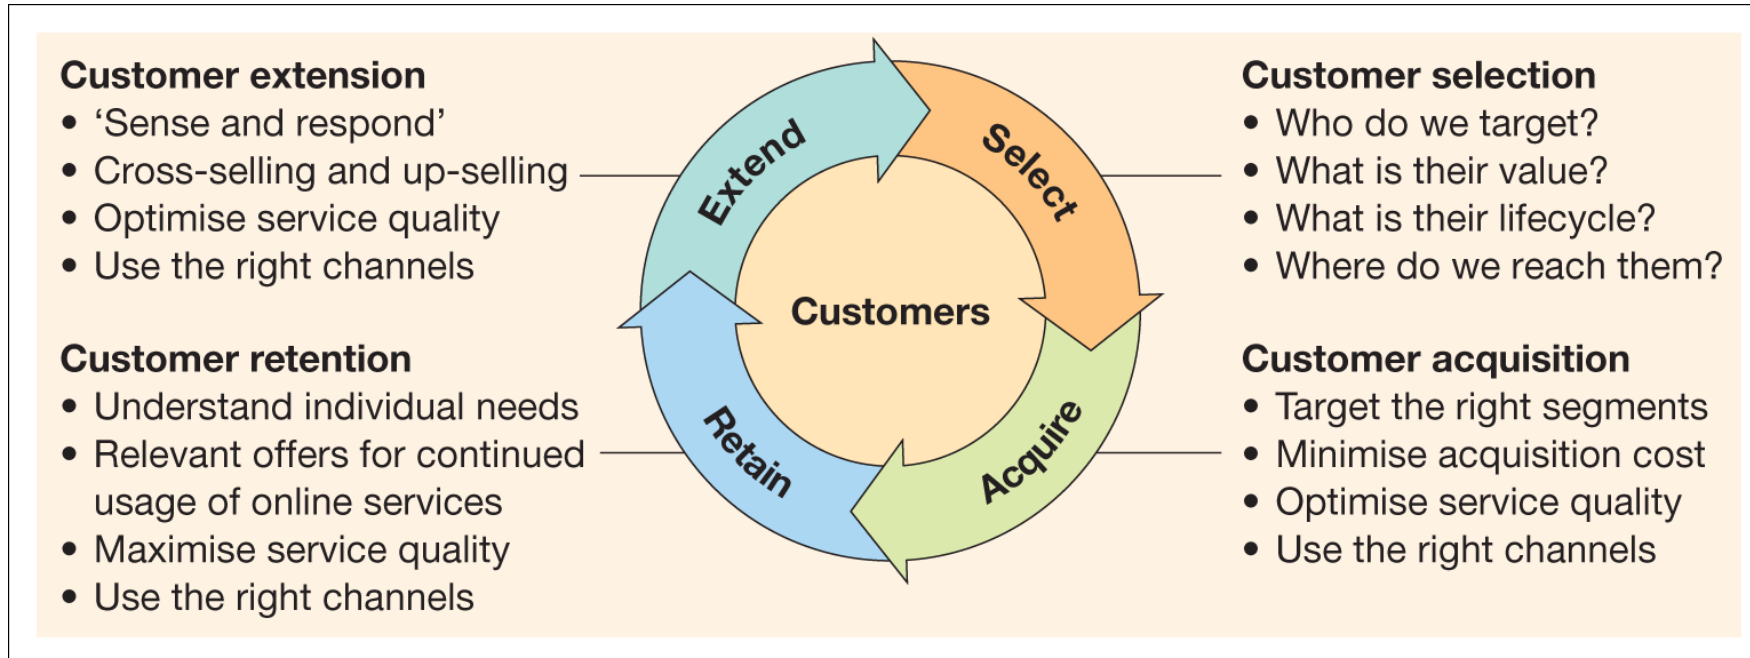 Customer extension
• ‘Sense and respond’
• Cross-selling and up-selling
• Optimise service quality
• Use the right channels
Customer retention
• Understand individual needs
• Relevant offers for continued
usage of online services
• Maximise service quality
• Use the right channels
Extend
Select
Customers
Retain
Acquire
Customer selection
• Who do we target?
• What is their value?
• What is their lifecycle?
• Where do we reach them?
Customer acquisition
• Target the right segments
• Minimise acquisition cost
• Optimise service quality
• Use the right channels